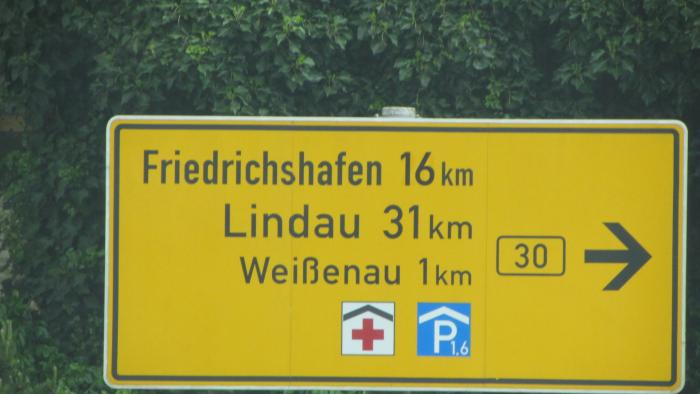 Friedrichshafen 16 km
Lindau 31 km
Weißenau 1 km
30
P 1,6